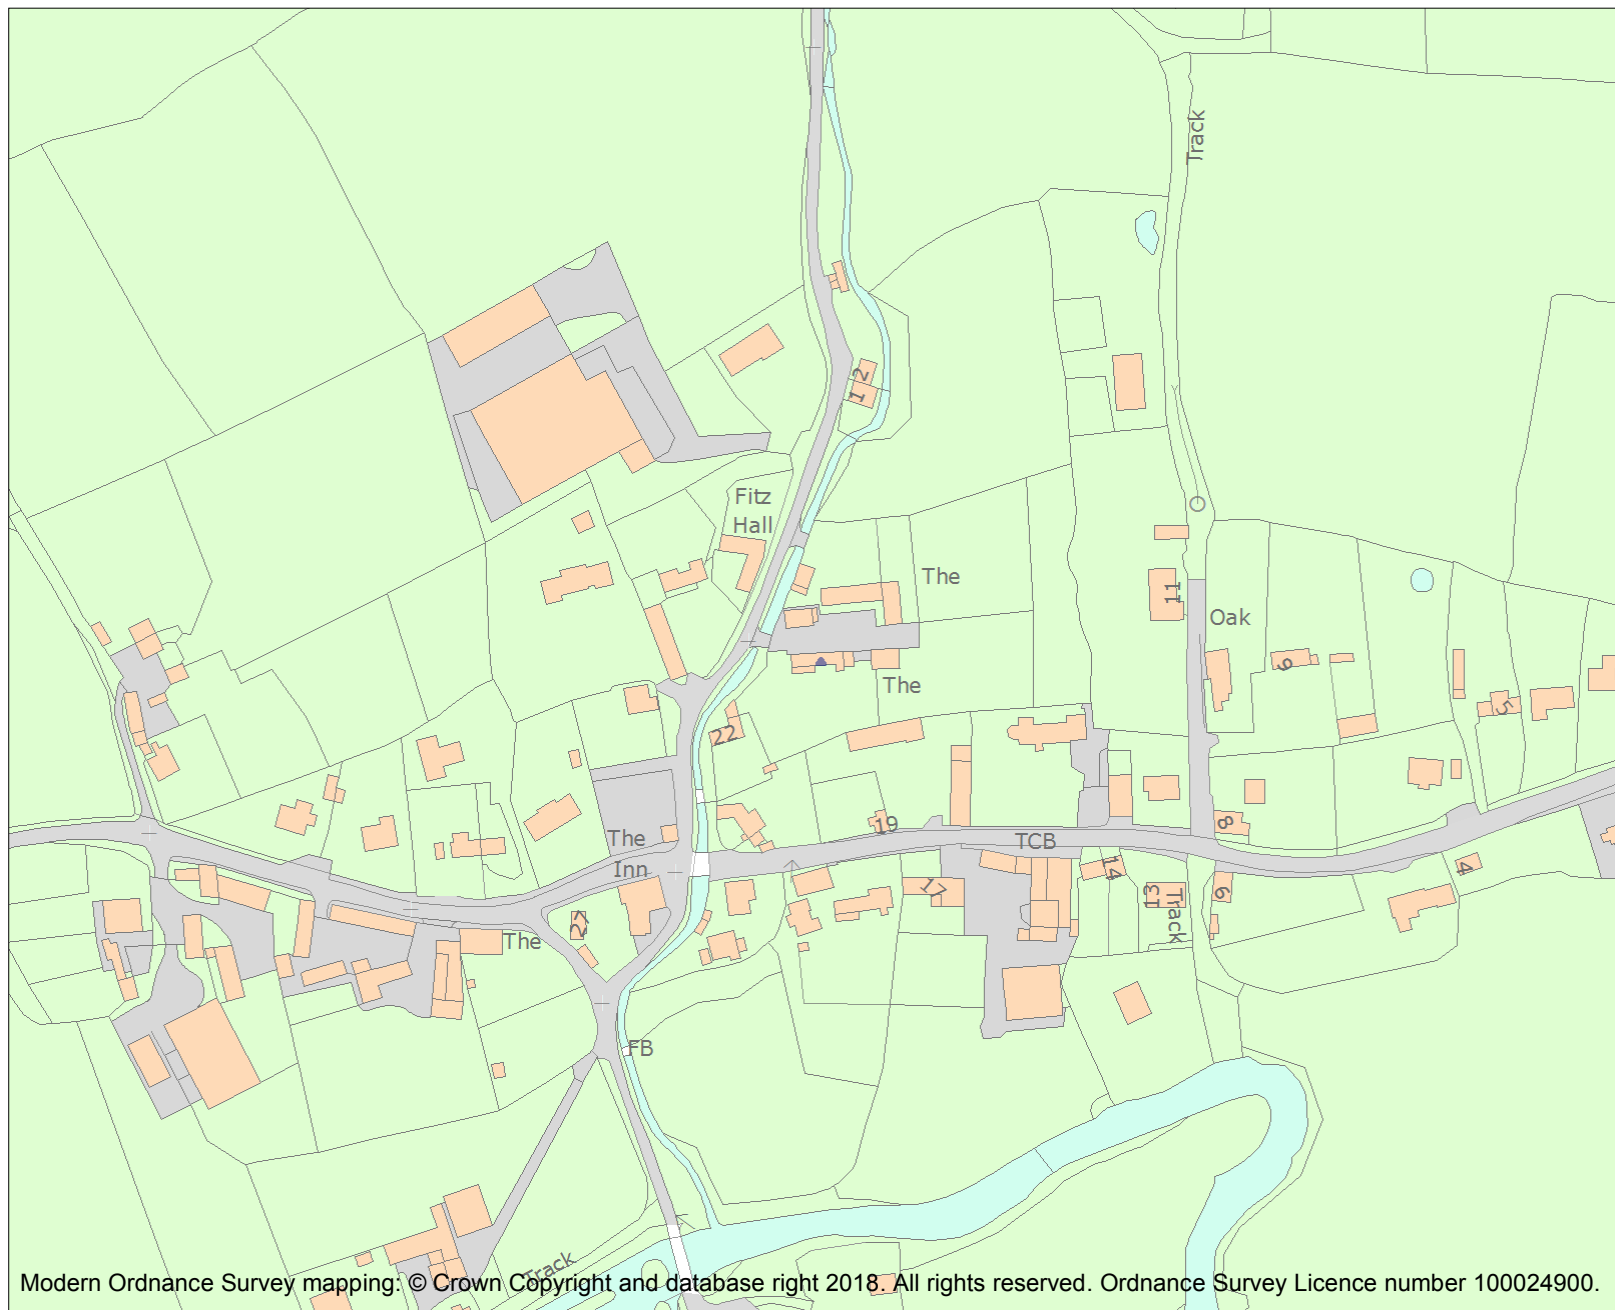 Track
2
1
Fitz
Hall
The
11
Oak
9
The
5
22
19
8
The
TCB
Inn
14
4
17
13
6
27
Track
The
FB
Track
Modern Ordnance Survey mapping: © Crown Copyright and database right 2018. All rights reserved. Ordnance Survey Licence number 100024900.